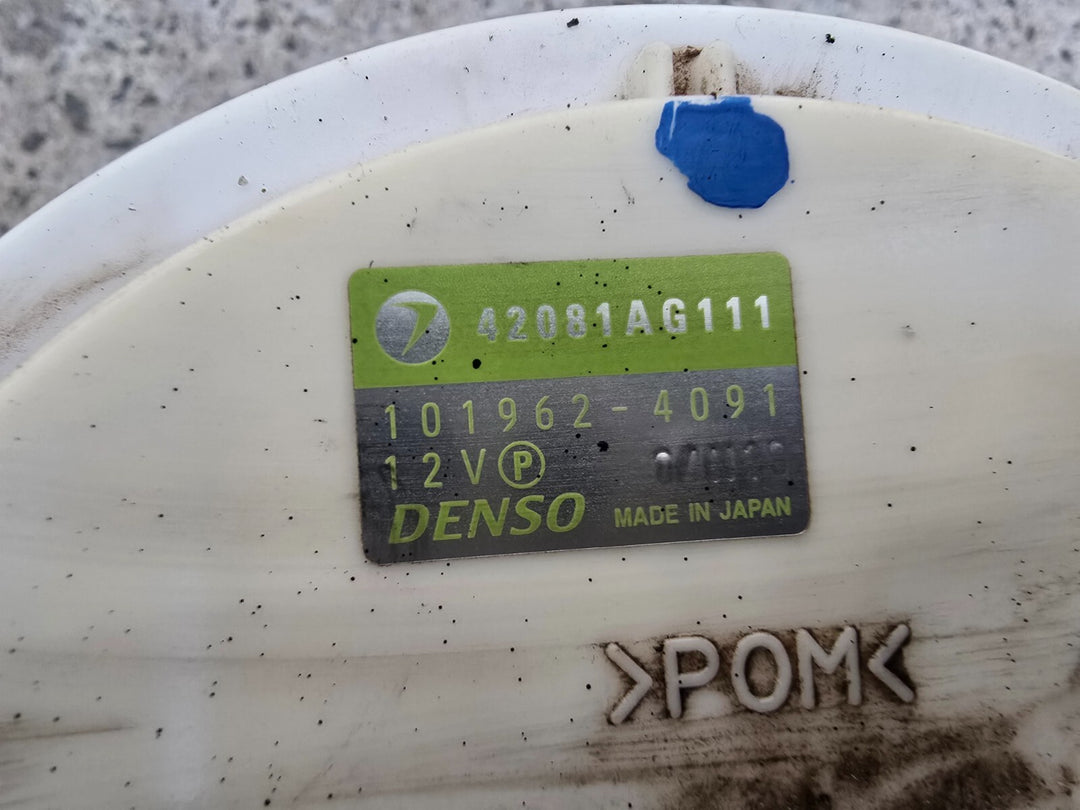 42081AG111
101962-4091
12V Ⓟ
DENSO MADE IN JAPAN
>POM<